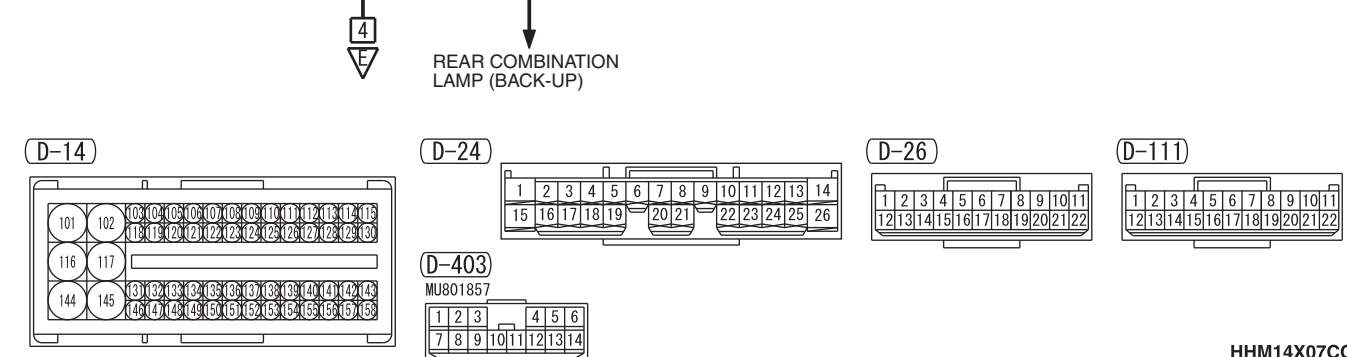 4
E
REAR COMBINATION
LAMP (BACK-UP)
D-14
D-24
D-26
D-111
1 2 3 4 5 6 7 8 9 10 11 12 13 14
15 16 17 18 19 20 21 22 23 24 25 26
1 2 3 4 5 6 7 8 9 10 11
12 13 14 15 16 17 18 19 20 21 22
1 2 3 4 5 6 7 8 9 10 11
12 13 14 15 16 17 18 19 20 21 22
101 102 103 104 105 106 107 108 109 110 111 112 113 114 115
118 119 120 121 122 123 124 125 126 127 128 129 130
116 117
144 145 131 132 133 134 135 136 137 138 139 140 141 142 143
146 147 148 149 150 151 152 153 154 155 156 157 158
D-403
MU801857
1 2 3 4 5 6
7 8 9 10 11 12 13 14